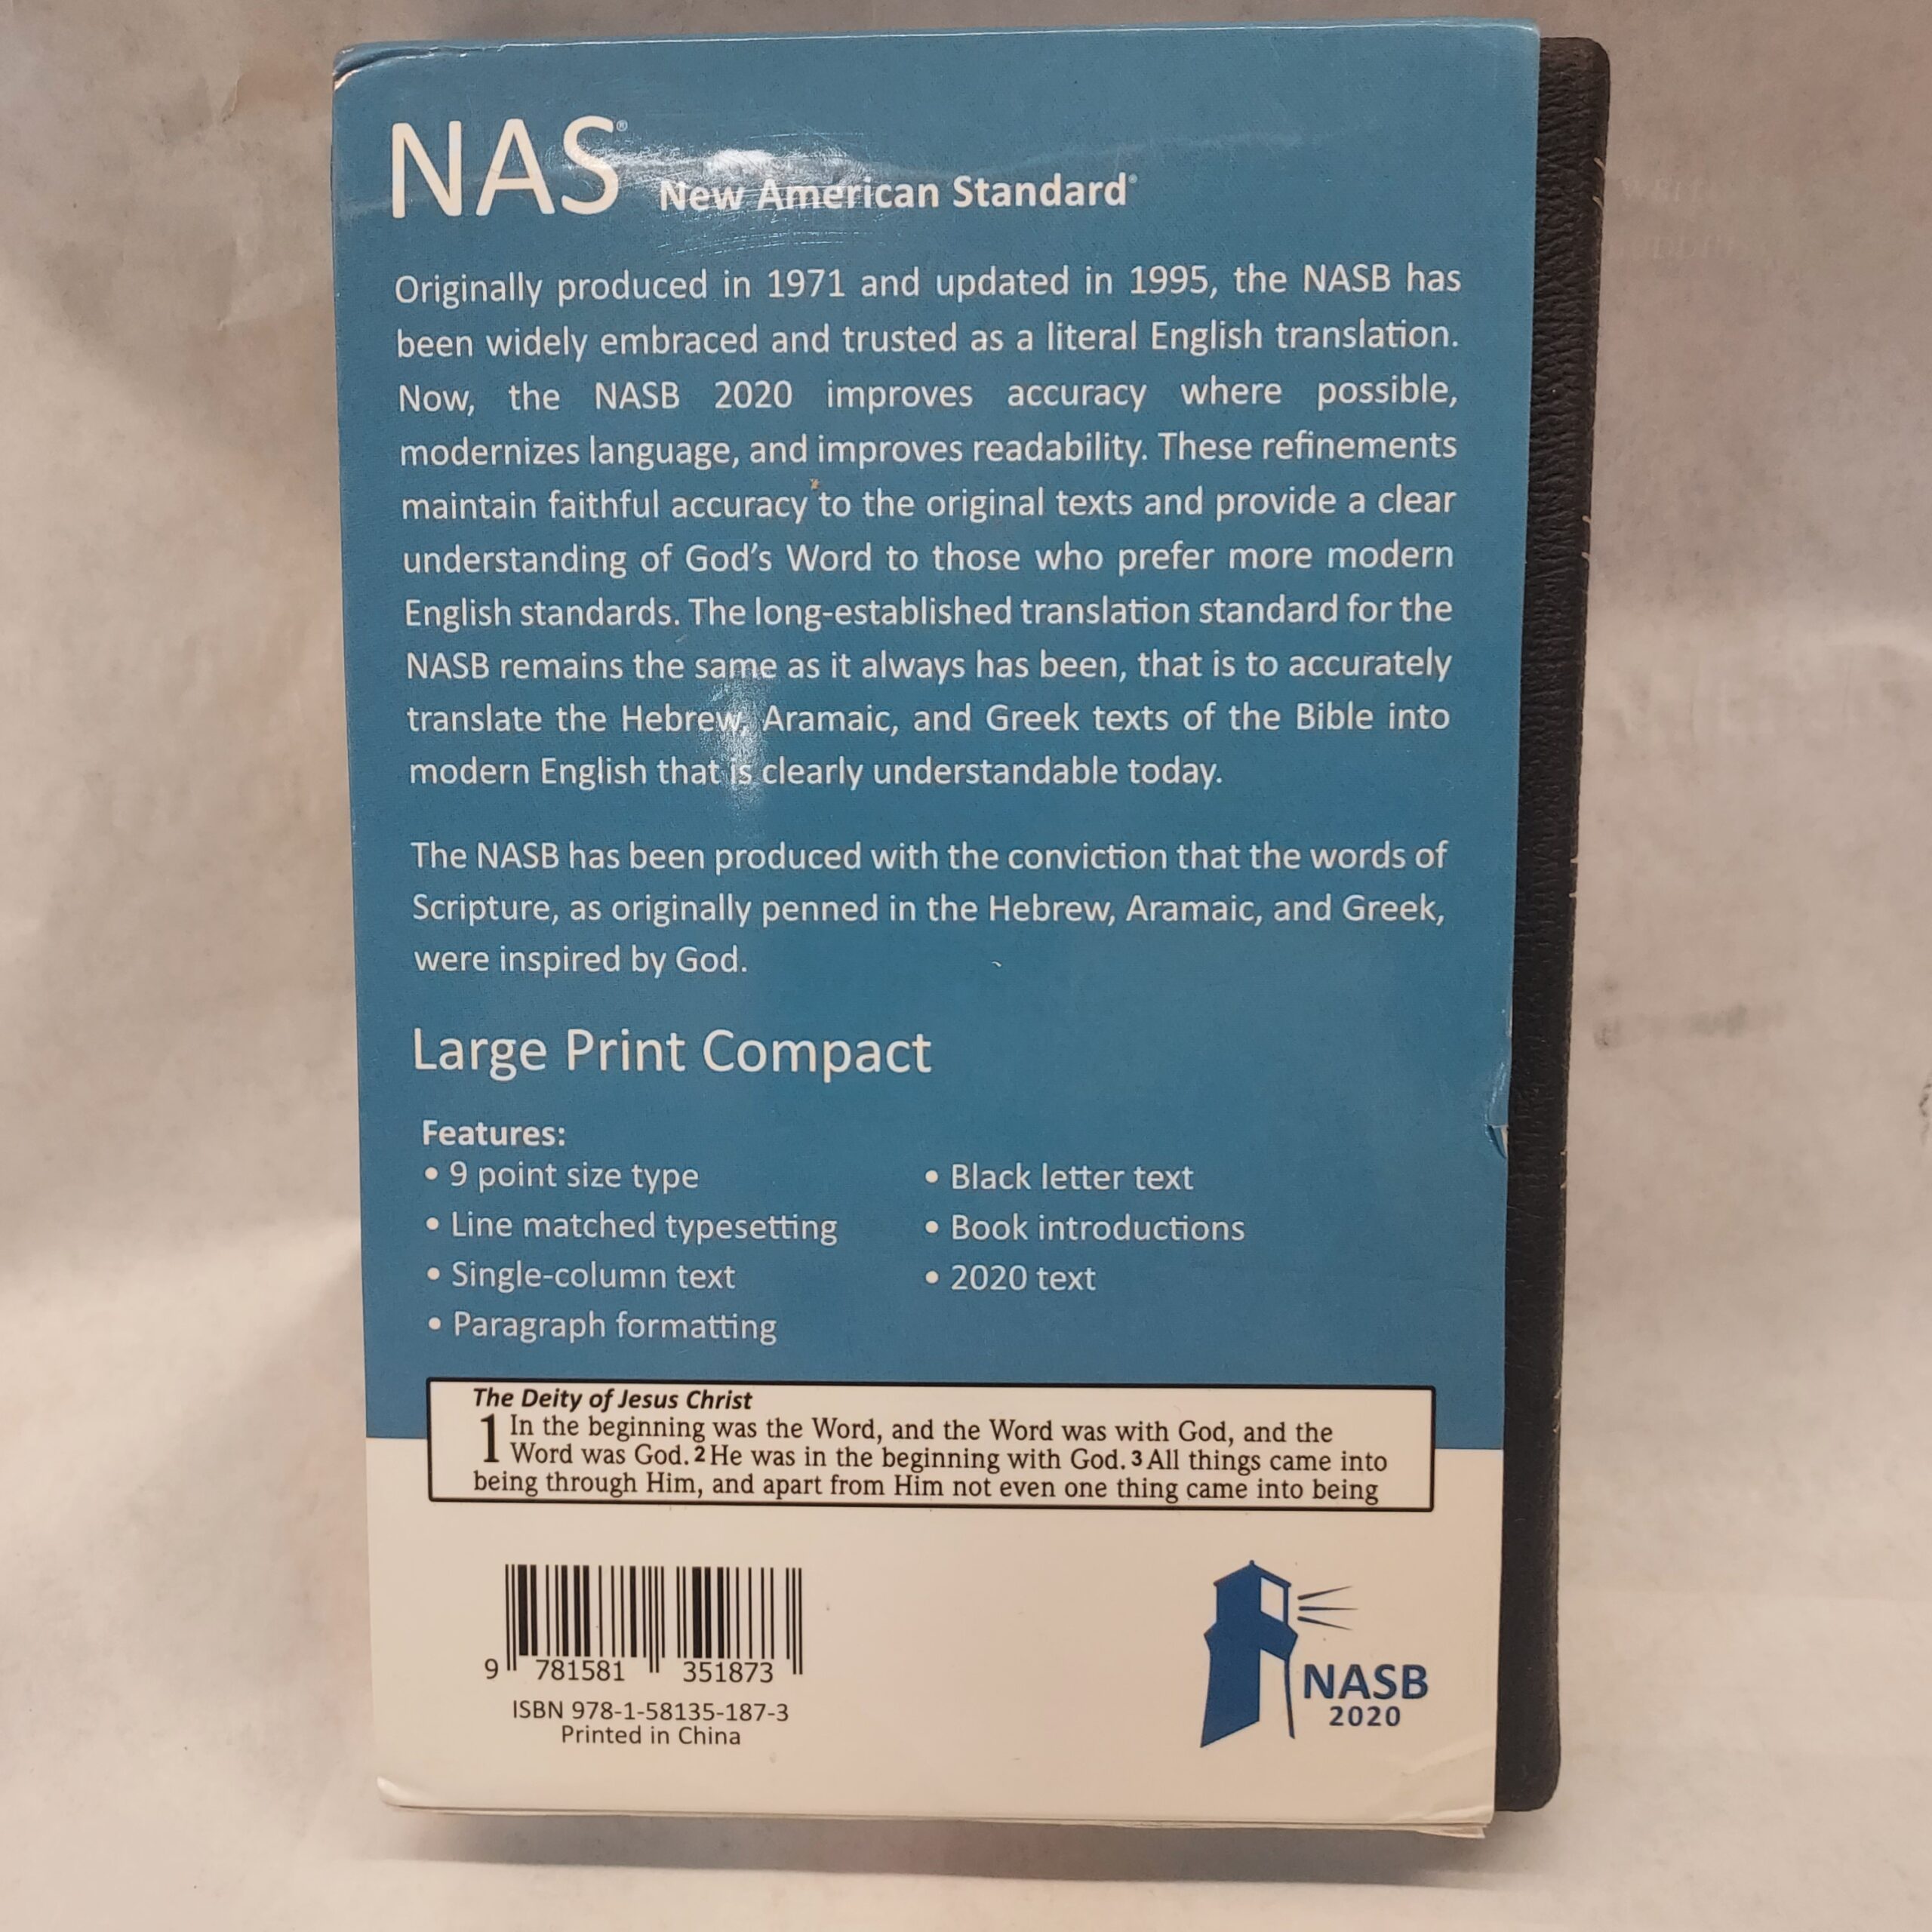 NAS® New American Standard®
Originally produced in 1971 and updated in 1995, the NASB has
been widely embraced and trusted as a literal English translation.
Now, the NASB 2020 improves accuracy where possible,
modernizes language, and improves readability. These refinements
maintain faithful accuracy to the original texts and provide a clear
understanding of God's Word to those who prefer more modern
English standards. The long-established translation standard for the
NASB remains the same as it always has been, that is to accurately
translate the Hebrew, Aramaic, and Greek texts of the Bible into
modern English that is clearly understandable today.
The NASB has been produced with the conviction that the words of
Scripture, as originally penned in the Hebrew, Aramaic, and Greek,
were inspired by God.
Large Print Compact
Features:
• 9 point size type
• Line matched typesetting
• Single-column text
• Paragraph formatting
• Black letter text
• Book introductions
• 2020 text
The Deity of Jesus Christ
1 In the beginning was the Word, and the Word was with God, and the
Word was God. 2 He was in the beginning with God. 3 All things came into
being through Him, and apart from Him not even one thing came into being
9 781581 351873
ISBN 978-1-58135-187-3
Printed in China
NASB
2020